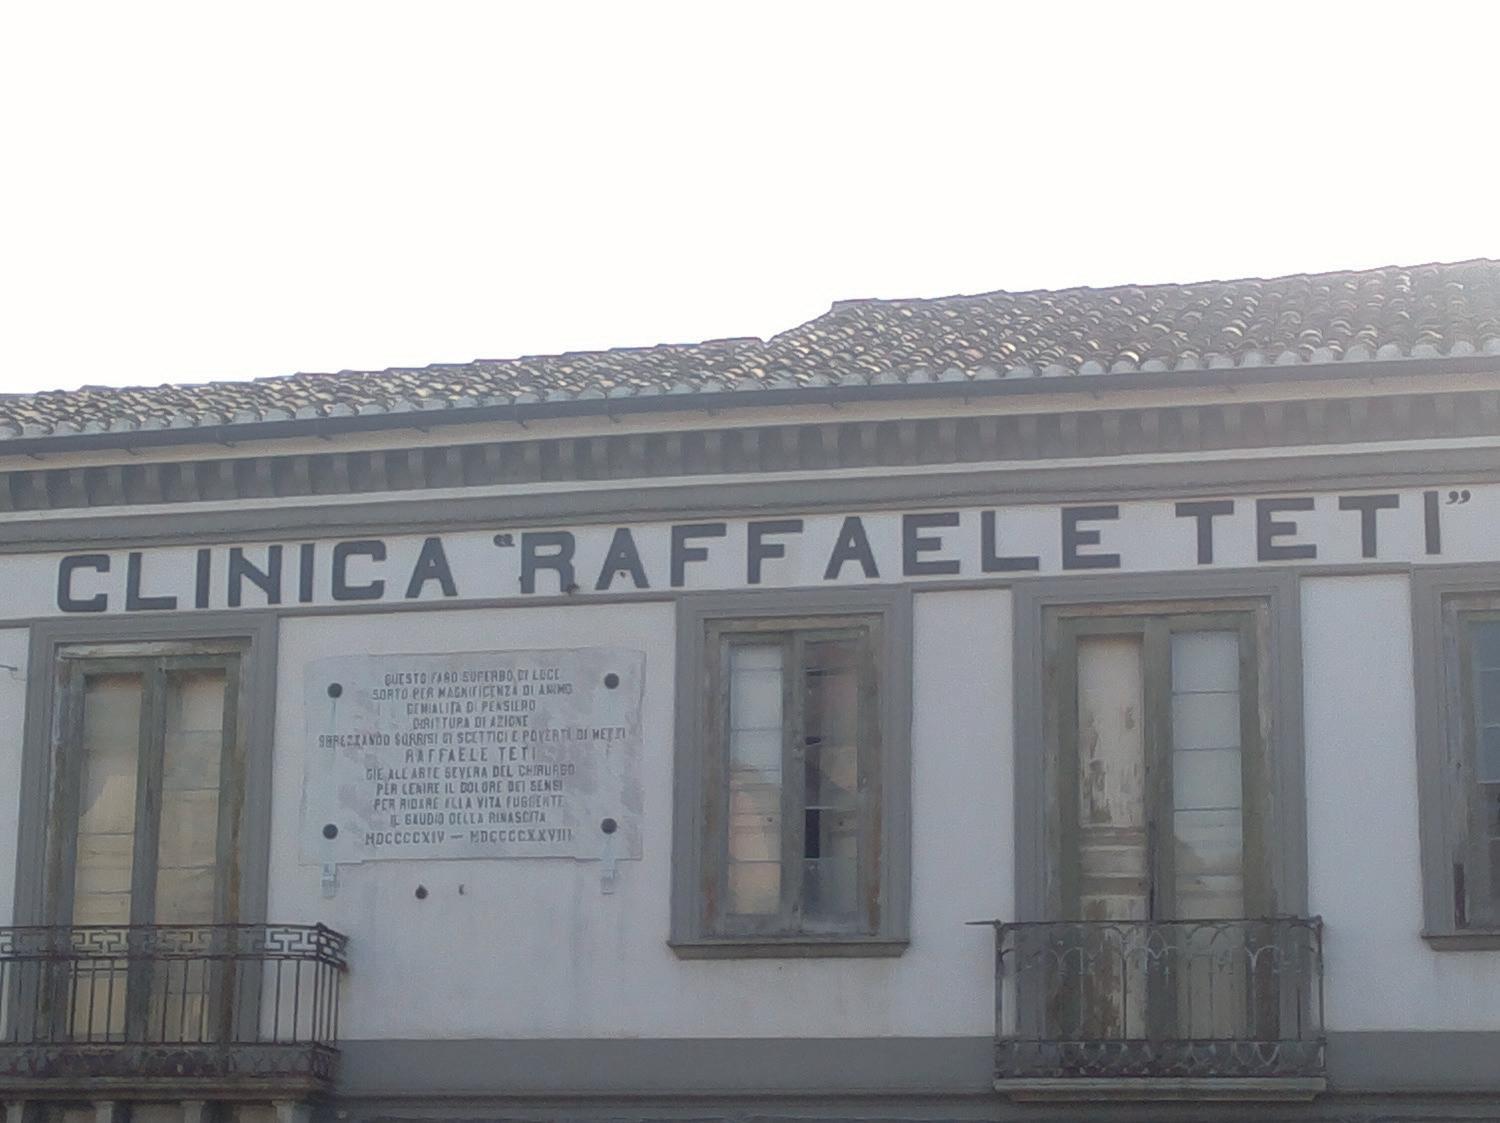 CLINICA “RAFFAELE TETI”
QUESTO FARO SUPERBO DI LUCE
SORTO PER MAGNIFICENZA DI ANIMO
GENIALITÀ DI PENSIERO
DIRITTURA DI AZIONE
SPREZZANDO SORRISI DI SCETTICI E POVERTÀ DI MEZZI
RAFFAELE TETI
DIÈ ALL'ARTE SEVERA DEL CHIRURGO
PER LENIRE IL DOLORE DEI SENSI
PER RIDARE ALLA VITA FUGGENTE
IL GAUDIO DELLA RINASCITA
MDCCCCXIV — MDCCCCXXVIII